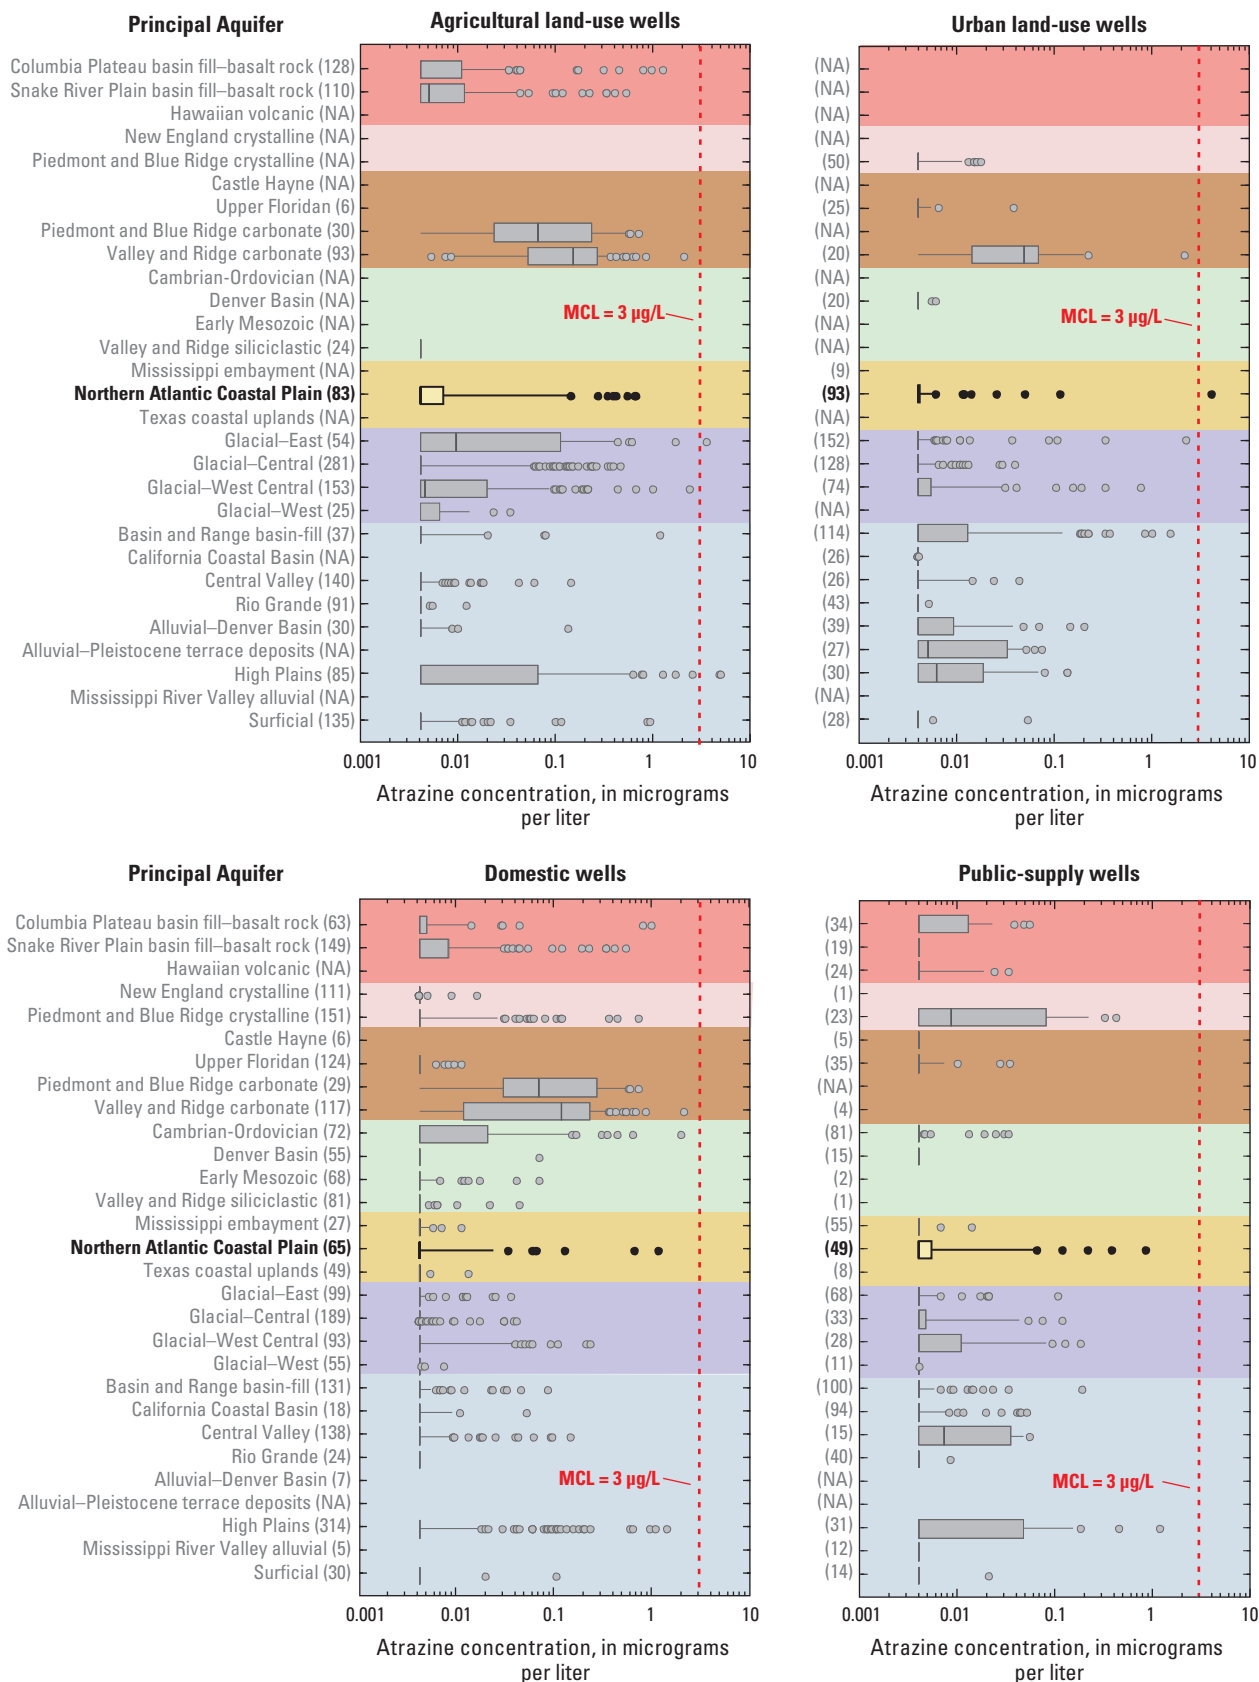 Principal Aquifer
Agricultural land-use wells
Urban land-use wells
Columbia Plateau basin fill–basalt rock (128)
(NA)
Snake River Plain basin fill–basalt rock (110)
(NA)
Hawaiian volcanic (NA)
(NA)
New England crystalline (NA)
(NA)
Piedmont and Blue Ridge crystalline (NA)
(50)
Castle Hayne (NA)
(NA)
Upper Floridan (6)
(25)
Piedmont and Blue Ridge carbonate (30)
(NA)
Valley and Ridge carbonate (93)
(20)
Cambrian-Ordovician (NA)
(NA)
Denver Basin (NA)
(20)
Early Mesozoic (NA)
MCL = 3 µg/L
(NA)
MCL = 3 µg/L
Valley and Ridge siliciclastic (24)
(NA)
Mississippi embayment (NA)
(9)
Northern Atlantic Coastal Plain (83)
(93)
Texas coastal uplands (NA)
(NA)
Glacial–East (54)
(152)
Glacial–Central (281)
(128)
Glacial–West Central (153)
(74)
Glacial–West (25)
(NA)
Basin and Range basin-fill (37)
(114)
California Coastal Basin (NA)
(26)
Central Valley (140)
(26)
Rio Grande (91)
(43)
Alluvial–Denver Basin (30)
(39)
Alluvial–Pleistocene terrace deposits (NA)
(27)
High Plains (85)
(30)
Mississippi River Valley alluvial (NA)
(NA)
Surficial (135)
(28)
0.001 0.01 0.1 1 10
0.001 0.01 0.1 1 10
Atrazine concentration, in micrograms
per liter
Atrazine concentration, in micrograms
per liter
Principal Aquifer
Domestic wells
Public-supply wells
Columbia Plateau basin fill–basalt rock (63)
(34)
Snake River Plain basin fill–basalt rock (149)
(19)
Hawaiian volcanic (NA)
(24)
New England crystalline (111)
(1)
Piedmont and Blue Ridge crystalline (151)
(23)
Castle Hayne (6)
(5)
Upper Floridan (124)
(35)
Piedmont and Blue Ridge carbonate (29)
(NA)
Valley and Ridge carbonate (117)
(4)
Cambrian-Ordovician (72)
(81)
Denver Basin (55)
(15)
Early Mesozoic (68)
(2)
Valley and Ridge siliciclastic (81)
(1)
Mississippi embayment (27)
(55)
Northern Atlantic Coastal Plain (65)
(49)
Texas coastal uplands (49)
(8)
Glacial–East (99)
(68)
Glacial–Central (189)
(33)
Glacial–West Central (93)
(28)
Glacial–West (55)
(11)
Basin and Range basin-fill (131)
(100)
California Coastal Basin (18)
(94)
Central Valley (138)
(15)
Rio Grande (24)
(40)
Alluvial–Denver Basin (7)
MCL = 3 µg/L
(NA)
MCL = 3 µg/L
Alluvial–Pleistocene terrace deposits (NA)
(NA)
High Plains (314)
(31)
Mississippi River Valley alluvial (5)
(12)
Surficial (30)
(14)
0.001 0.01 0.1 1 10
0.001 0.01 0.1 1 10
Atrazine concentration, in micrograms
per liter
Atrazine concentration, in micrograms
per liter